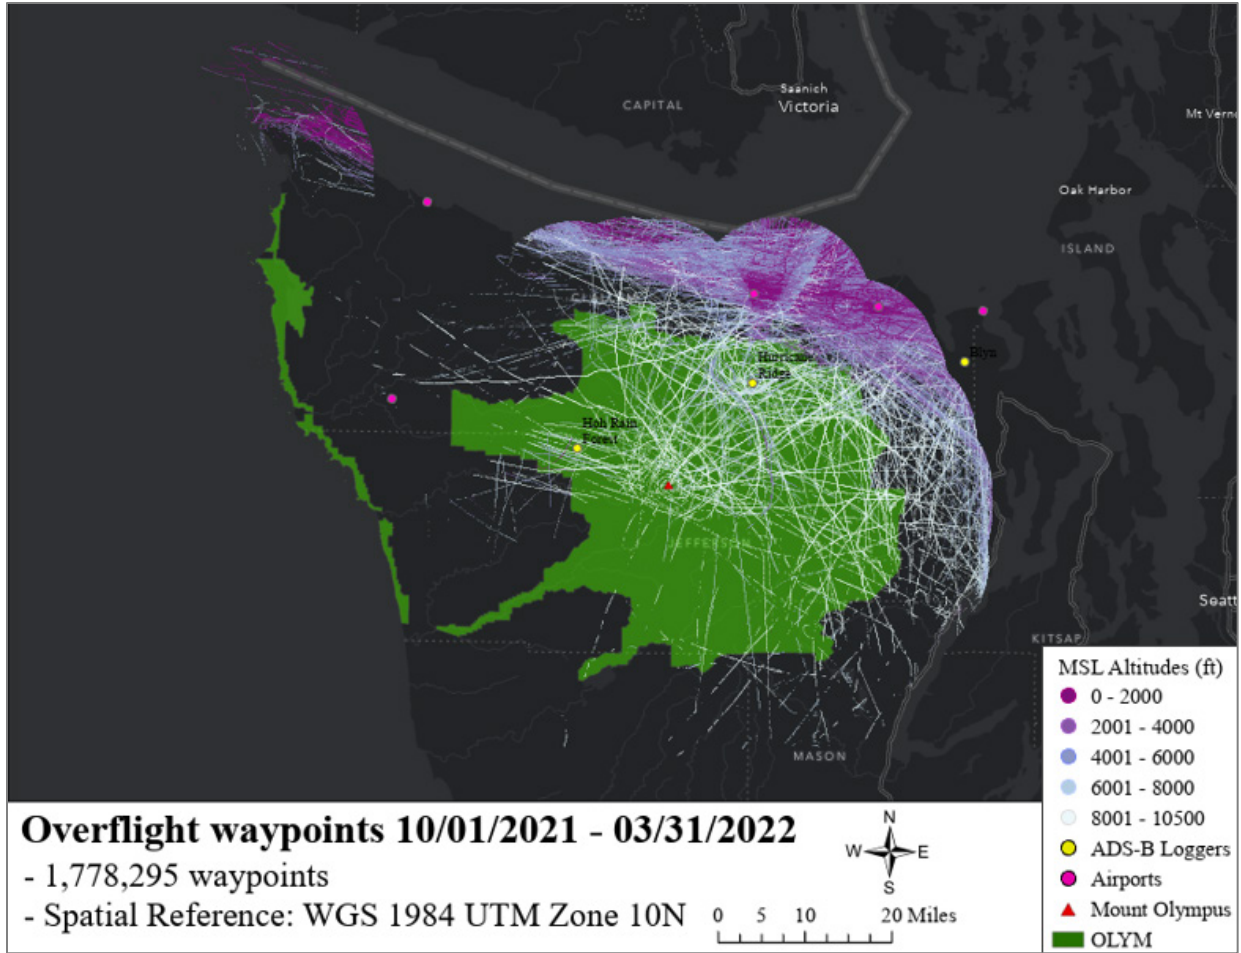 Saanich
Victoria
CAPITAL
Mt Vern
Oak Harbor
ISLAND
Blyn
Hurricane
Ridge
Hoh Rain
Forest
JEFFERSON
Seatt
KITSAP
MASON
MSL Altitudes (ft)
0 - 2000
2001 - 4000
4001 - 6000
6001 - 8000
8001 - 10500
ADS-B Loggers
Airports
Mount Olympus
OLYM
Overflight waypoints 10/01/2021 - 03/31/2022
- 1,778,295 waypoints
- Spatial Reference: WGS 1984 UTM Zone 10N
N
W E
S
0 5 10 20 Miles